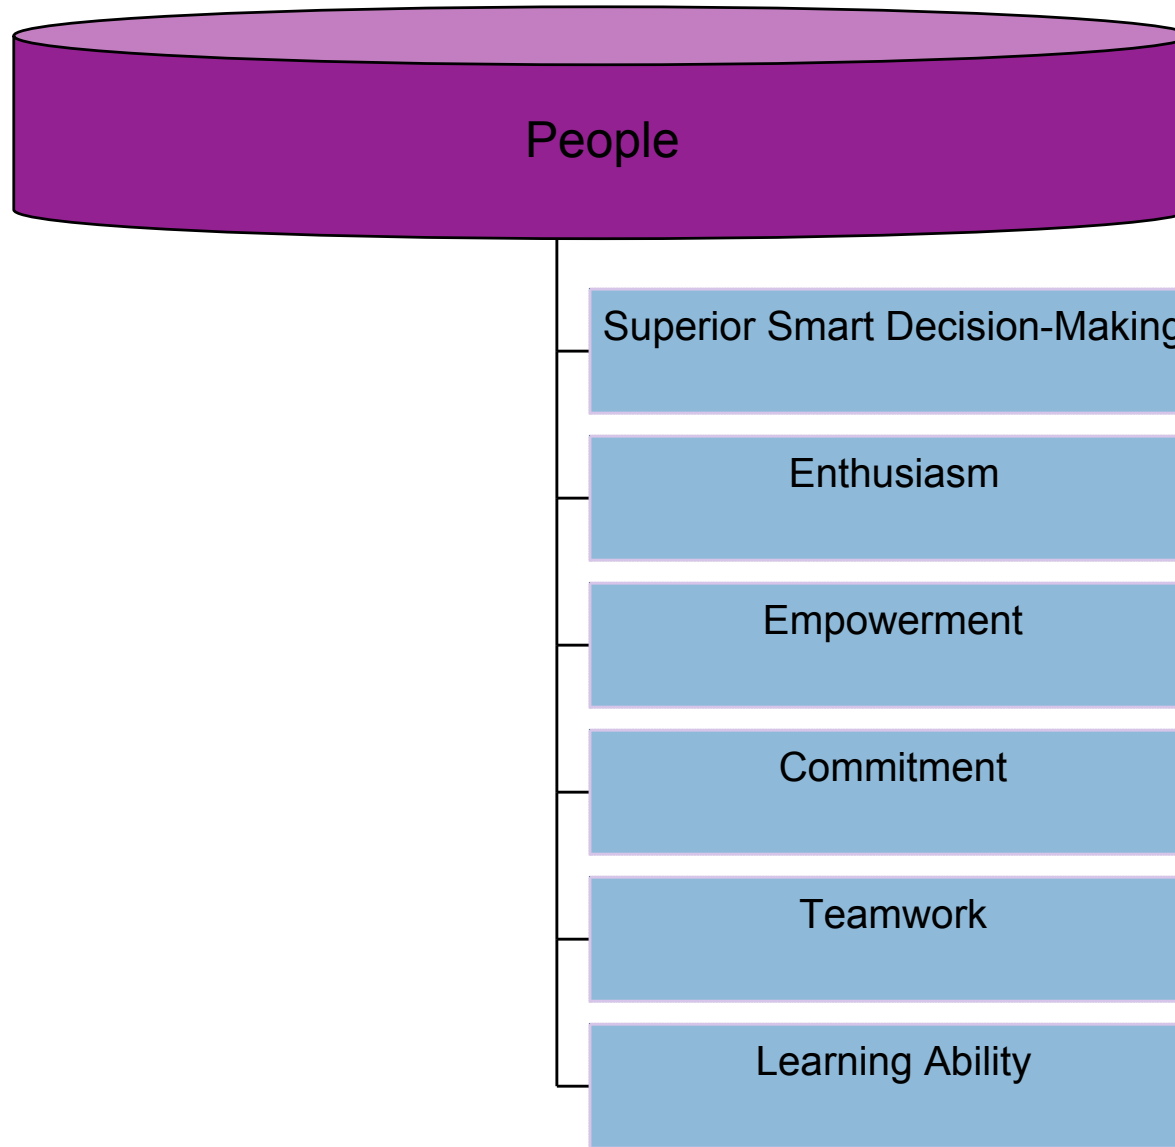 People
Superior Smart Decision-Making
Enthusiasm
Empowerment
Commitment
Teamwork
Learning Ability